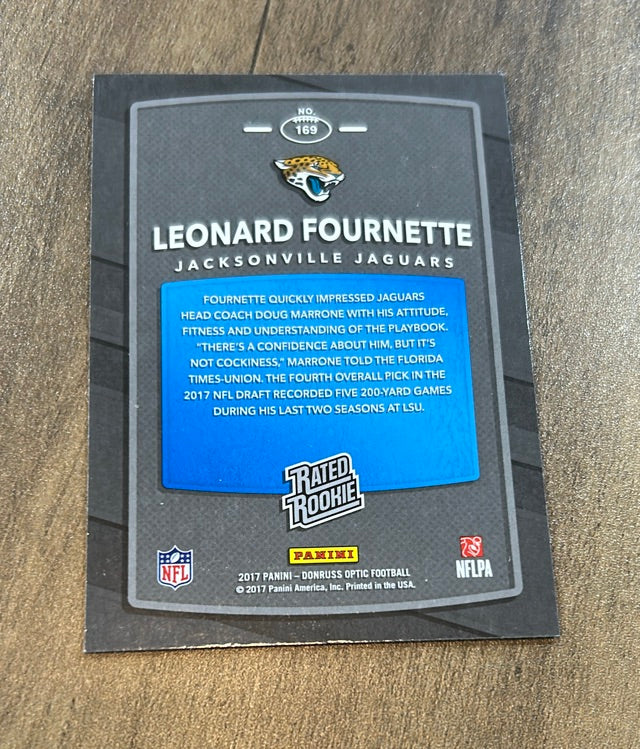 NO.
169
LEONARD FOURNETTE
JACKSONVILLE JAGUARS
FOURNETTE QUICKLY IMPRESSED JAGUARS
HEAD COACH DOUG MARRONE WITH HIS ATTITUDE,
FITNESS AND UNDERSTANDING OF THE PLAYBOOK.
"THERE'S A CONFIDENCE ABOUT HIM, BUT IT'S
NOT COCKINESS," MARRONE TOLD THE FLORIDA
TIMES-UNION. THE FOURTH OVERALL PICK IN THE
2017 NFL DRAFT RECORDED FIVE 200-YARD GAMES
DURING HIS LAST TWO SEASONS AT LSU.
RATED
ROOKIE
NFL
PANINI
NFLPA
2017 PANINI – DONRUSS OPTIC FOOTBALL
© 2017 Panini America, Inc. Printed in the USA.